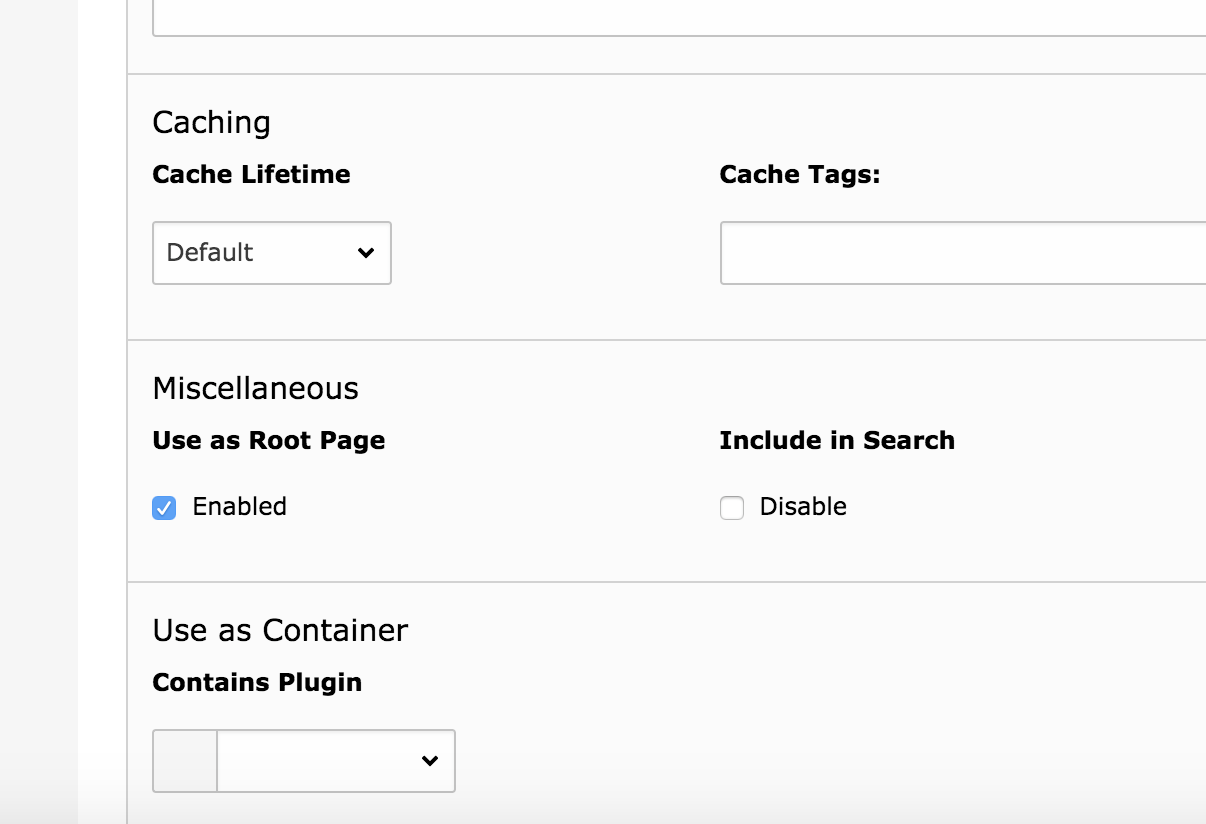 Caching
Cache Lifetime
Cache Tags:
Default
Miscellaneous
Use as Root Page
Include in Search
Enabled
Disable
Use as Container
Contains Plugin